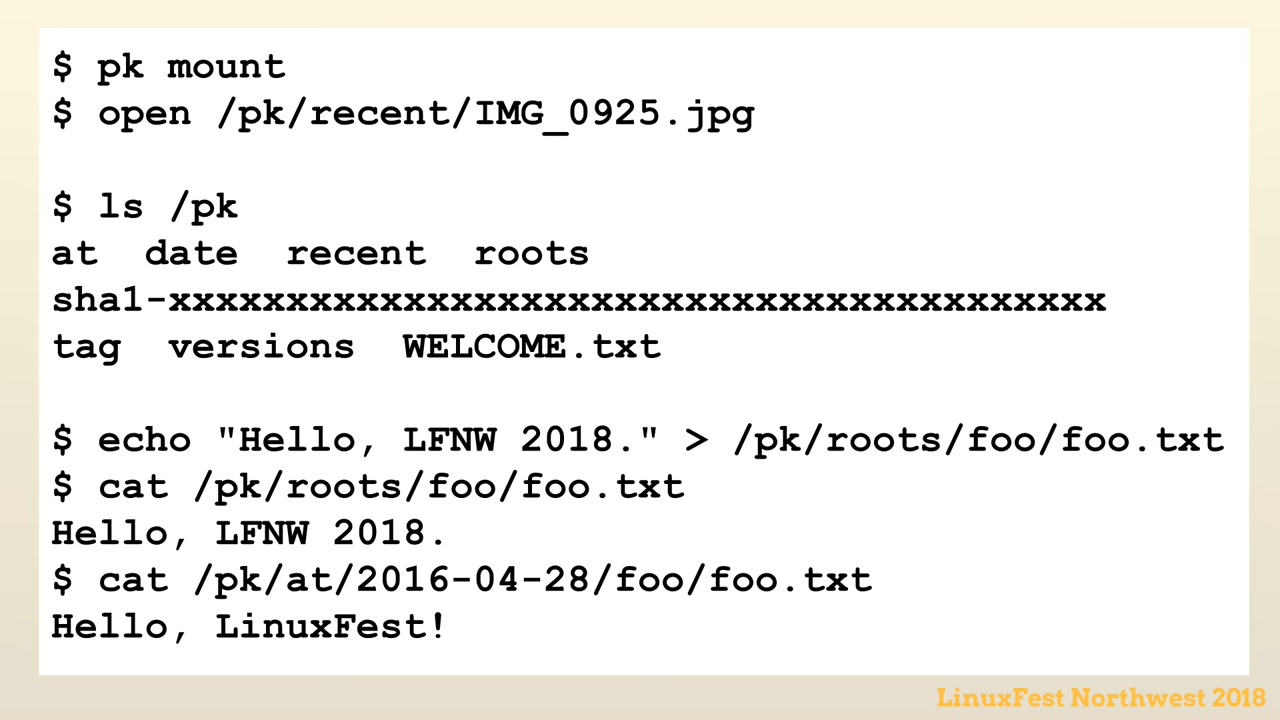 $ pk mount
$ open /pk/recent/IMG_0925.jpg
$ ls /pk
at  date  recent  roots
sha1-xxxxxxxxxxxxxxxxxxxxxxxxxxxxxxxxxxxxxxxx
tag  versions  WELCOME.txt
$ echo "Hello, LFNW 2018." > /pk/roots/foo/foo.txt
$ cat /pk/roots/foo/foo.txt
Hello, LFNW 2018.
$ cat /pk/at/2016-04-28/foo/foo.txt
Hello, LinuxFest!
LinuxFest Northwest 2018